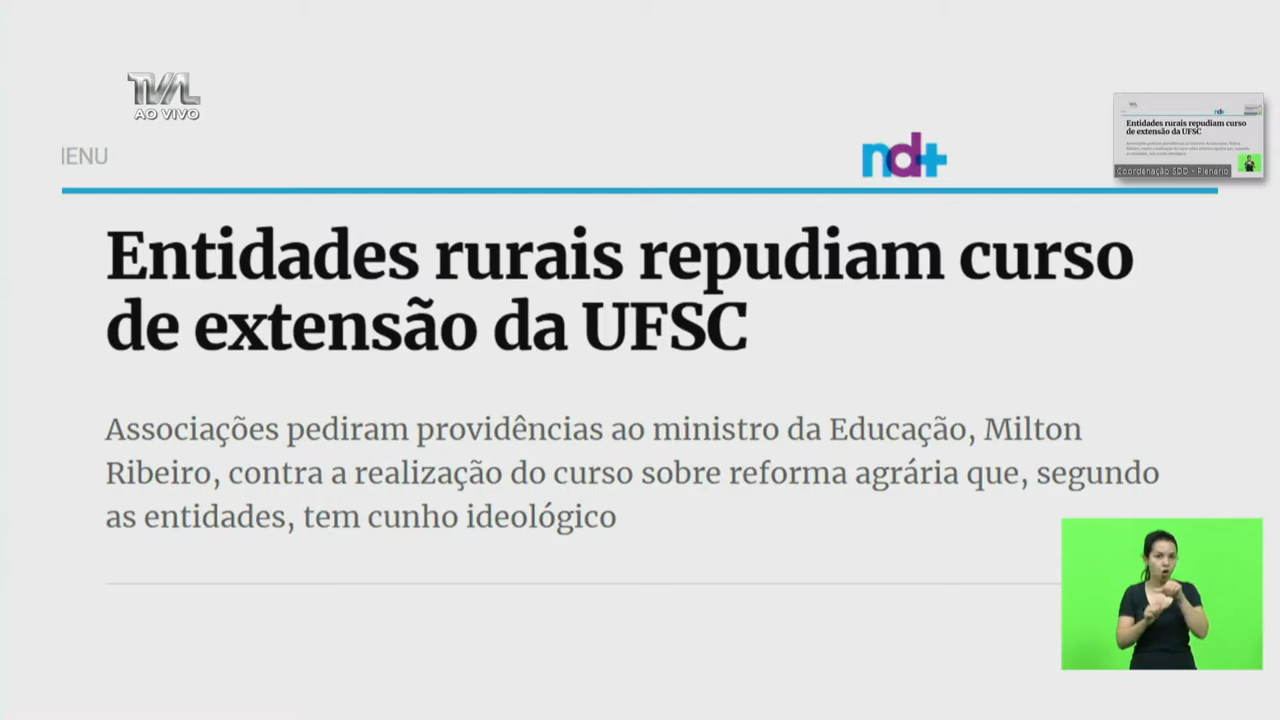 TVAL
AO VIVO
IENU
nd+
Entidades rurais repudiam curso
de extensão da UFSC
Associações pediram providências ao ministro da Educação, Milton
Ribeiro, contra a realização do curso sobre reforma agrária que, segundo
as entidades, tem cunho ideológico
nd+
Entidades rurais repudiam curso
de extensão da UFSC
Coordenação SDD - Plenário